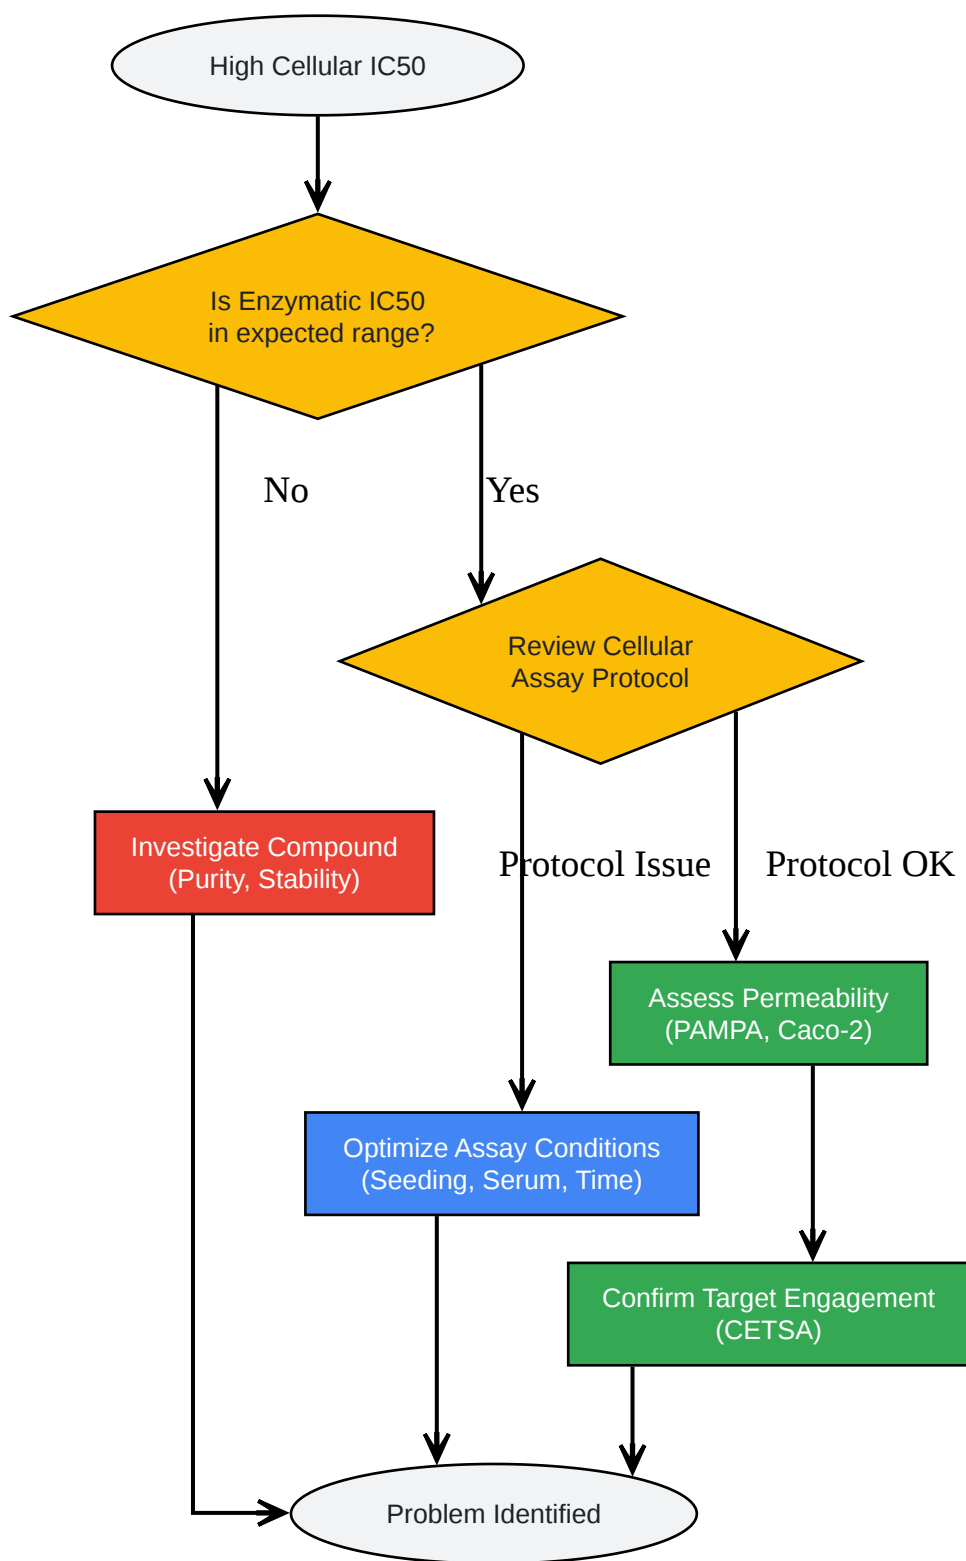 High Cellular IC50
Is Enzymatic IC50
in expected range?
No
Yes
Review Cellular
Assay Protocol
Investigate Compound
(Purity, Stability)
Protocol Issue
Protocol OK
Assess Permeability
(PAMPA, Caco-2)
Optimize Assay Conditions
(Seeding, Serum, Time)
Confirm Target Engagement
(CETSA)
Problem Identified